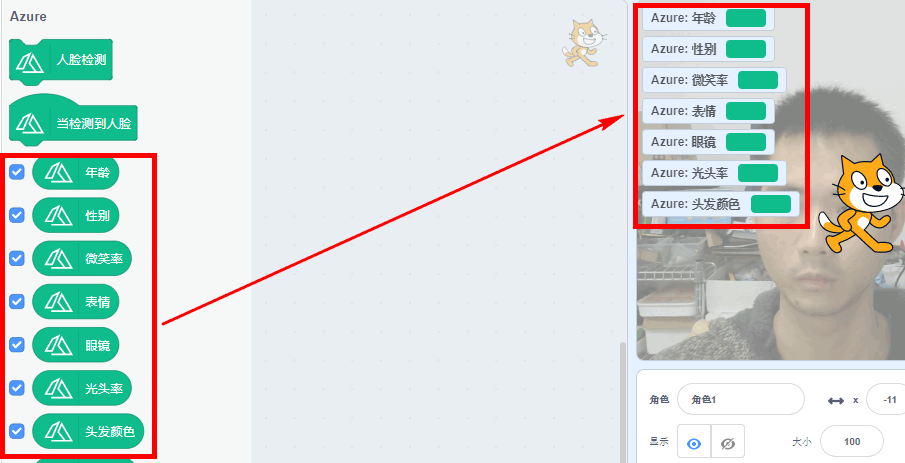 Azure
人脸检测
当检测到人脸
年龄
性别
微笑率
表情
眼镜
光头率
头发颜色
Azure: 年龄
Azure: 性别
Azure: 微笑率
Azure: 表情
Azure: 眼镜
Azure: 光头率
Azure: 头发颜色
角色 角色1 x -11
显示 大小 100